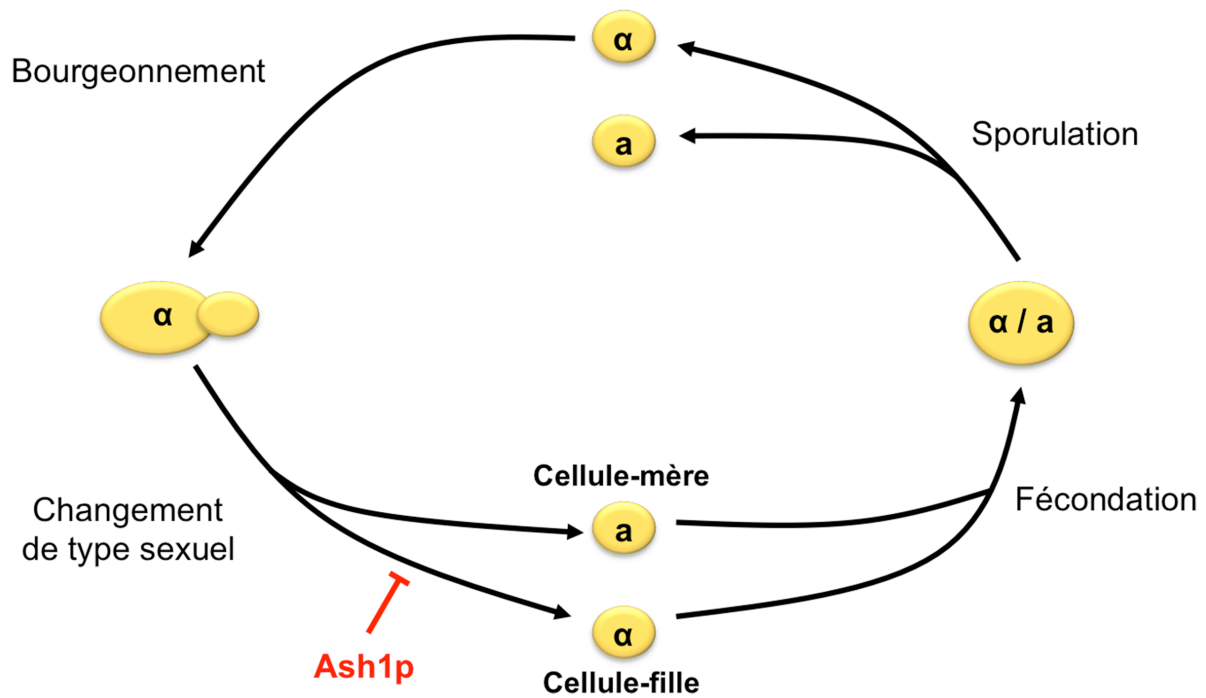 α
Bourgeonnement
a
Sporulation
α
α / a
Cellule-mère
a
Fécondation
Changement
de type sexuel
α
Ash1p
Cellule-fille